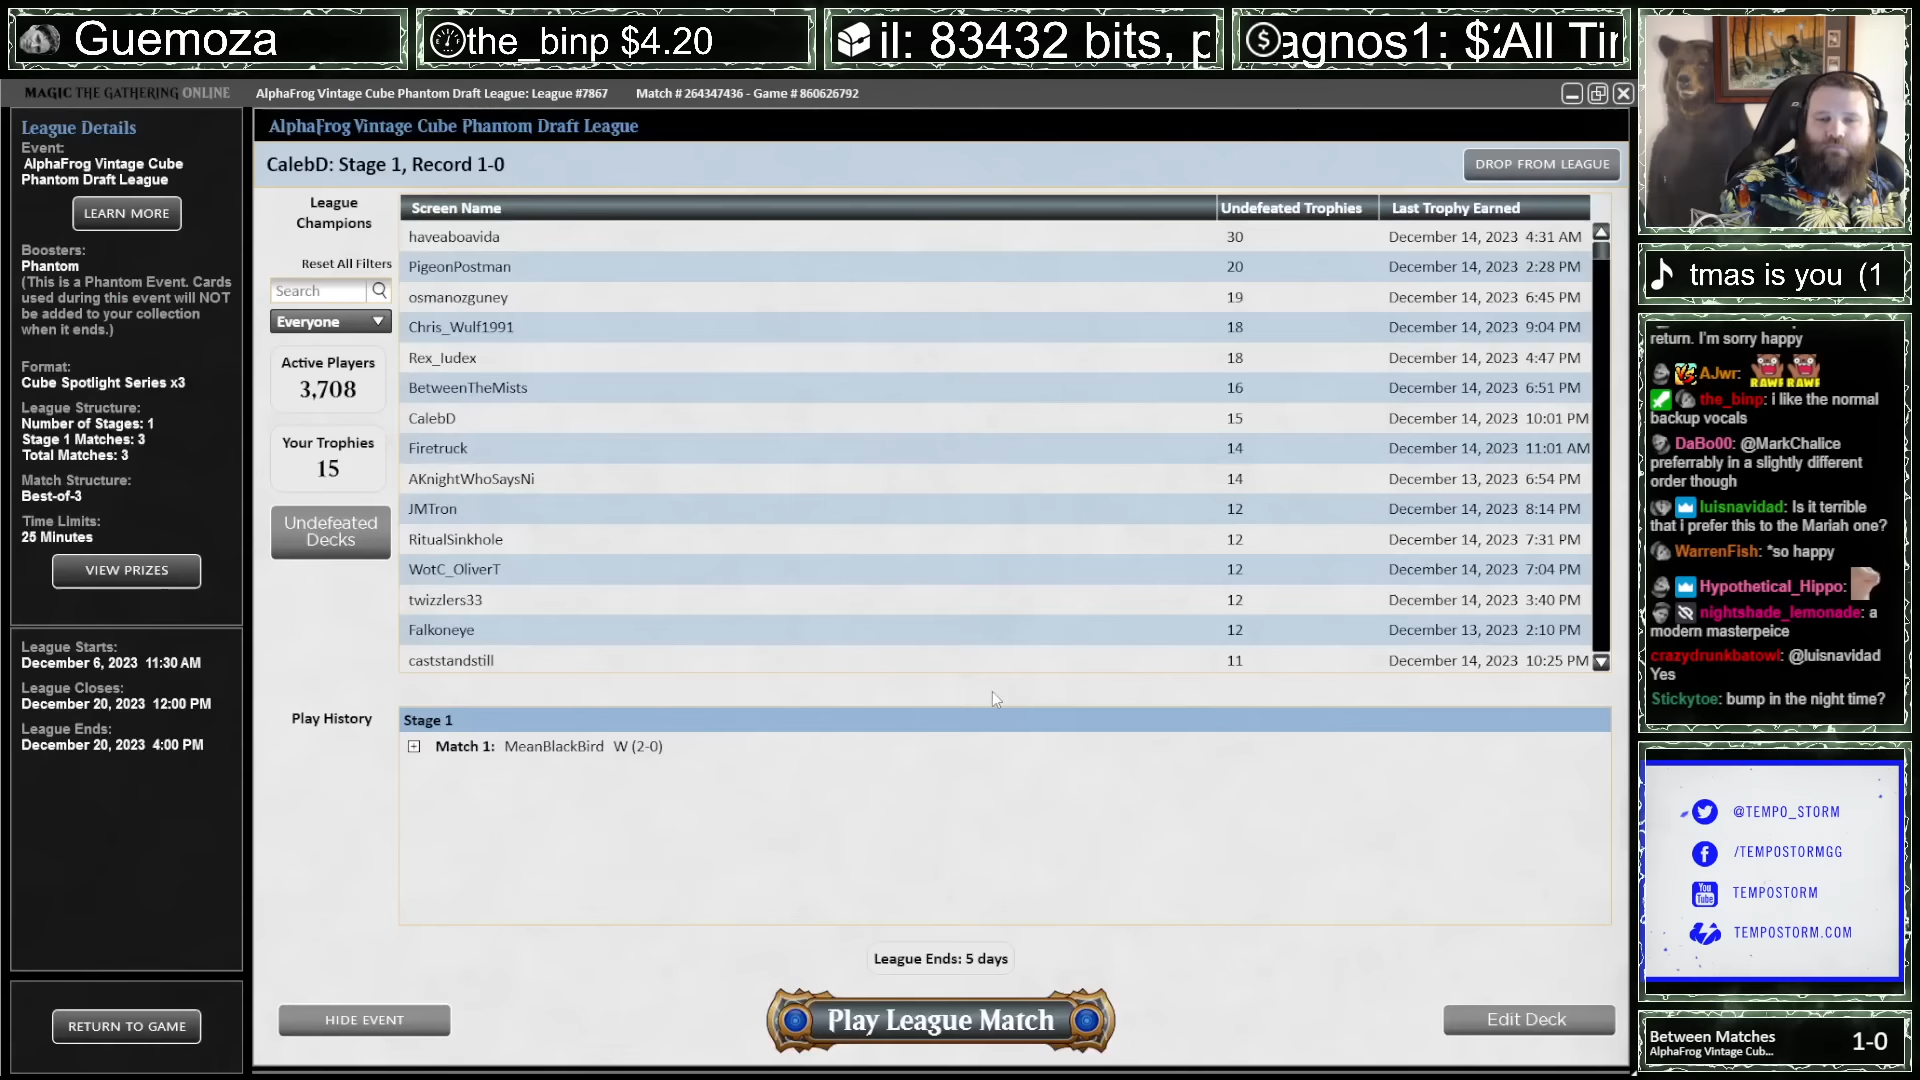 Guemoza
the_binp $4.20
il: 83432 bits, p
agnos1: $2
All Tir
MAGIC THE GATHERING ONLINE
AlphaFrog Vintage Cube Phantom Draft League: League #7867 Match # 264347436 - Game # 860626792
League Details
Event:
AlphaFrog Vintage Cube
Phantom Draft League
LEARN MORE
Boosters:
Phantom
(This is a Phantom Event. Cards
used during this event will NOT
be added to your collection
when it ends.)
Format:
Cube Spotlight Series x3
League Structure:
Number of Stages: 1
Stage 1 Matches: 3
Total Matches: 3
Match Structure:
Best-of-3
Time Limits:
25 Minutes
VIEW PRIZES
League Starts:
December 6, 2023 11:30 AM
League Closes:
December 20, 2023 12:00 PM
League Ends:
December 20, 2023 4:00 PM
RETURN TO GAME
AlphaFrog Vintage Cube Phantom Draft League
CalebD: Stage 1, Record 1-0
DROP FROM LEAGUE
League
Champions
Reset All Filters
Search
Everyone
Active Players
3,708
Your Trophies
15
Undefeated
Decks
Screen Name Undefeated Trophies Last Trophy Earned
haveaboavida 30 December 14, 2023 4:31 AM
PigeonPostman 20 December 14, 2023 2:28 PM
osmanozguney 19 December 14, 2023 6:45 PM
Chris_Wulf1991 18 December 14, 2023 9:04 PM
Rex_Iudex 18 December 14, 2023 4:47 PM
BetweenTheMists 16 December 14, 2023 6:51 PM
CalebD 15 December 14, 2023 10:01 PM
Firetruck 14 December 14, 2023 11:01 AM
AKnightWhoSaysNi 14 December 13, 2023 6:54 PM
JMTron 12 December 14, 2023 8:14 PM
RitualSinkhole 12 December 14, 2023 7:31 PM
WotC_OliverT 12 December 14, 2023 7:04 PM
twizzlers33 12 December 14, 2023 3:40 PM
Falkoneye 12 December 13, 2023 2:10 PM
caststandstill 11 December 14, 2023 10:25 PM
Play History
Stage 1
Match 1: MeanBlackBird W (2-0)
League Ends: 5 days
HIDE EVENT
Play League Match
Edit Deck
♪ tmas is you (1
return. I'm sorry happy
AJwr: RAWR RAWR
the_binp: i like the normal
backup vocals
DaBo00: @MarkChalice
preferrably in a slightly different
order though
luisnavidad: Is it terrible
that i prefer this to the Mariah one?
WarrenFish: *so happy
Hypothetical_Hippo:
nightshade_lemonade: a
modern masterpeice
crazydrunkbatowl: @luisnavidad
Yes
Stickytoe: bump in the night time?
@TEMPO_STORM
/TEMPOSTORMGG
You Tube TEMPOSTORM
TEMPOSTORM.COM
Between Matches
AlphaFrog Vintage Cub...
1-0